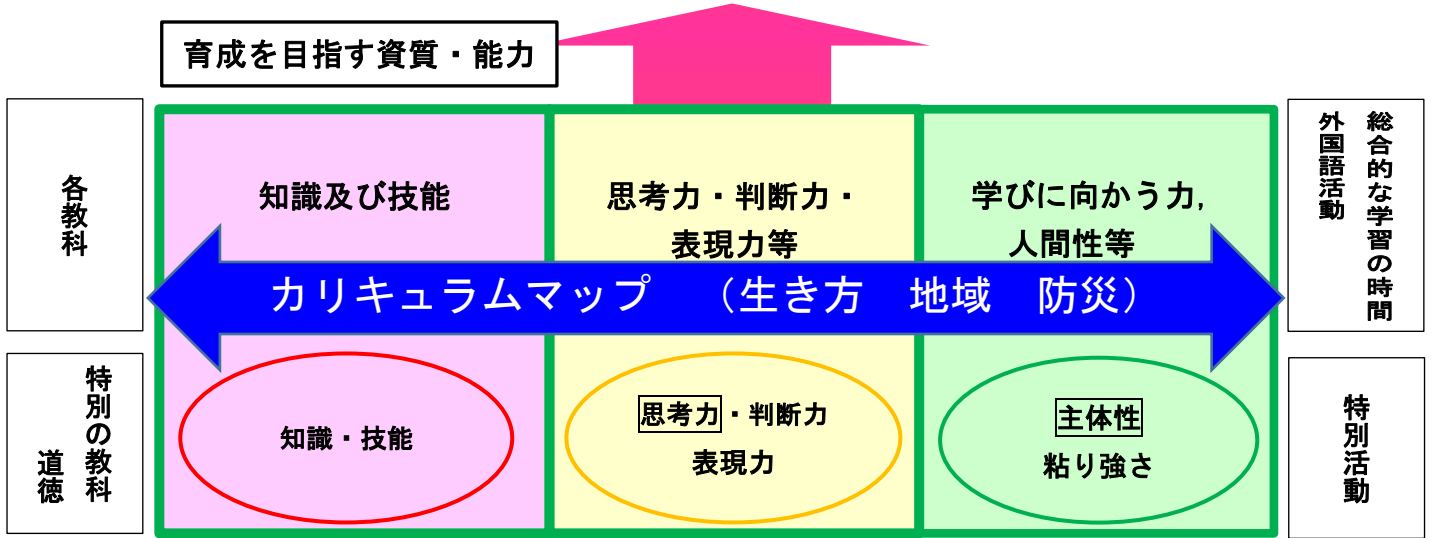 育成を目指す資質・能力
各教科
知識及び技能
思考力・判断力・
表現力等
学びに向かう力,
人間性等
総合的な学習の時間
外国語活動
カリキュラムマップ　（生き方　地域　防災）
特別の教科
道徳
知識・技能
思考力・判断力
表現力
主体性
粘り強さ
特別活動